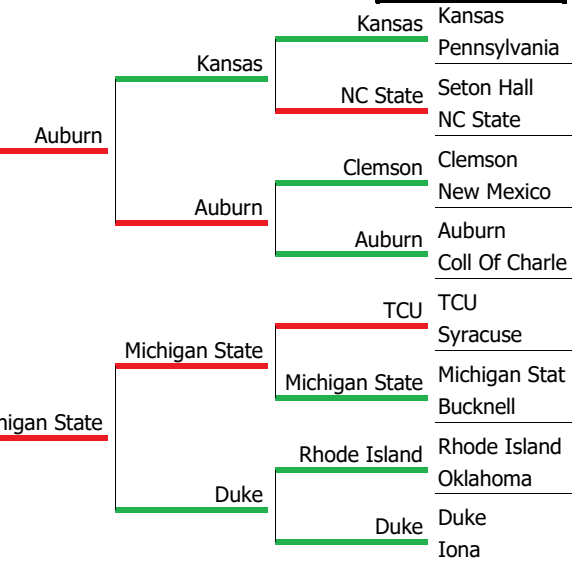 Kansas
Kansas
Pennsylvania
Kansas
NC State
Seton Hall
NC State
Auburn
Clemson
Clemson
New Mexico
Auburn
Auburn
Auburn
Coll Of Charle
TCU
TCU
Syracuse
Michigan State
Michigan State
Michigan Stat
Bucknell
higan State
Rhode Island
Rhode Island
Oklahoma
Duke
Duke
Duke
Iona